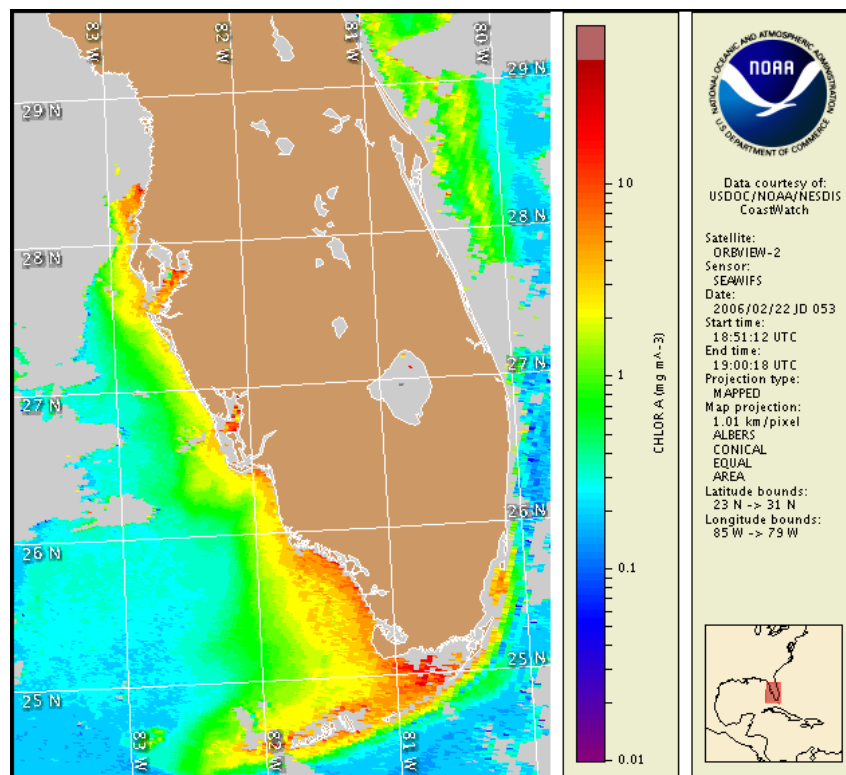 83 W
82 W
81 W
80 N
29 N
29 N
28 N
28 N
27 N
27 N
26 N
26 N
25 N
25 N
83 W
82 W
81 W
10
1
0.1
0.01
CHLOR A (mg m^-3)
NATIONAL OCEANIC AND ATMOSPHERIC ADMINISTRATION
NOAA
U.S. DEPARTMENT OF COMMERCE
Data courtesy of:
USDOC/NOAA/NESDIS
CoastWatch
Satellite:
ORBVIEW-2
Sensor:
SEAWIFS
Date:
2006/02/22 JD 053
Start time:
18:51:12 UTC
End time:
19:00:18 UTC
Projection type:
MAPPED
Map projection:
1.01 km/pixel
ALBERS
CONICAL
EQUAL
AREA
Latitude bounds:
23 N -> 31 N
Longitude bounds:
85 W -> 79 W